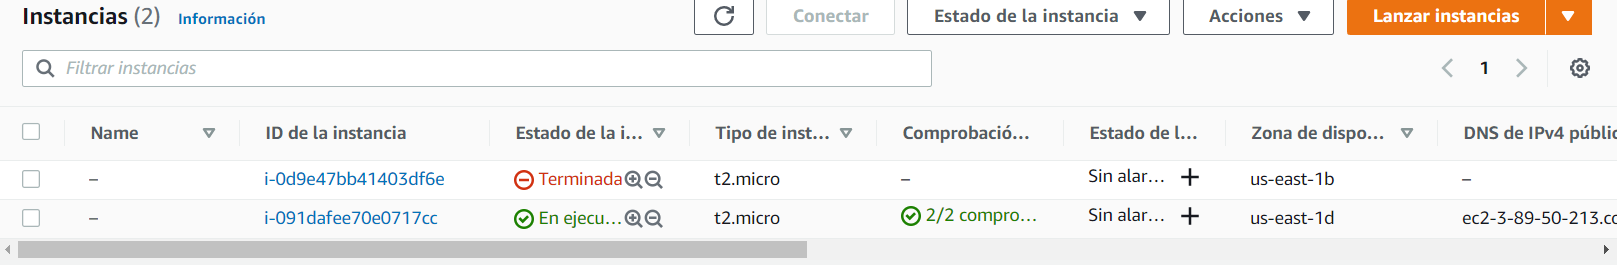 Instancias (2) Información Conectar Estado de la instancia Acciones Lanzar instancias
Filtrar instancias 1
Name ID de la instancia Estado de la i... Tipo de inst... Comprobació... Estado de l... Zona de dispo... DNS de IPv4 públic
– i-0d9e47bb41403df6e Terminada t2.micro – Sin alar... us-east-1b –
– i-091dafee70e0717cc En ejecu... t2.micro 2/2 compro... Sin alar... us-east-1d ec2-3-89-50-213.co